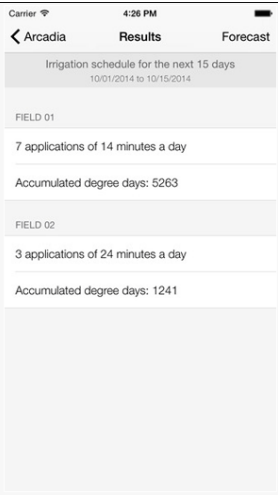 Carrier 4:26 PM
Arcadia Results Forecast
Irrigation schedule for the next 15 days
10/01/2014 to 10/15/2014
FIELD 01
7 applications of 14 minutes a day
Accumulated degree days: 5263
FIELD 02
3 applications of 24 minutes a day
Accumulated degree days: 1241